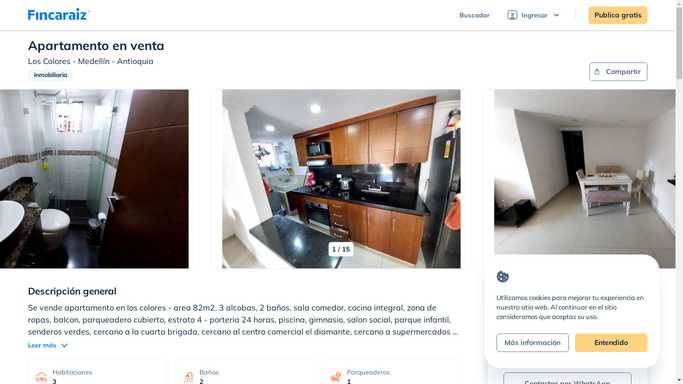 Fincaraiz
Buscador
Ingresar
Publica gratis
Apartamento en venta
Los Colores - Medellín - Antioquia
Inmobiliaria
Compartir
1 / 15
Descripción general
Se vende apartamento en los colores - area 82m2, 3 alcobas, 2 baños, sala comedor, cocina integral, zona de
ropas, balcon, parqueadero cubierto, estrato 4 - porteria 24 horas, piscina, gimnasio, salon social, parque infantil,
senderos verdes, cercano a la cuarta brigada, cercano al centro comercial el diamante, cercano a supermercados ...
Leer más
Habitaciones
3
Baños
2
Parqueaderos
1
Utilizamos cookies para mejorar tu experiencia en
nuestro sitio web. Al continuar en el sitio
consideramos que aceptas su uso.
Más información
Entendido
Contactar por WhatsApp